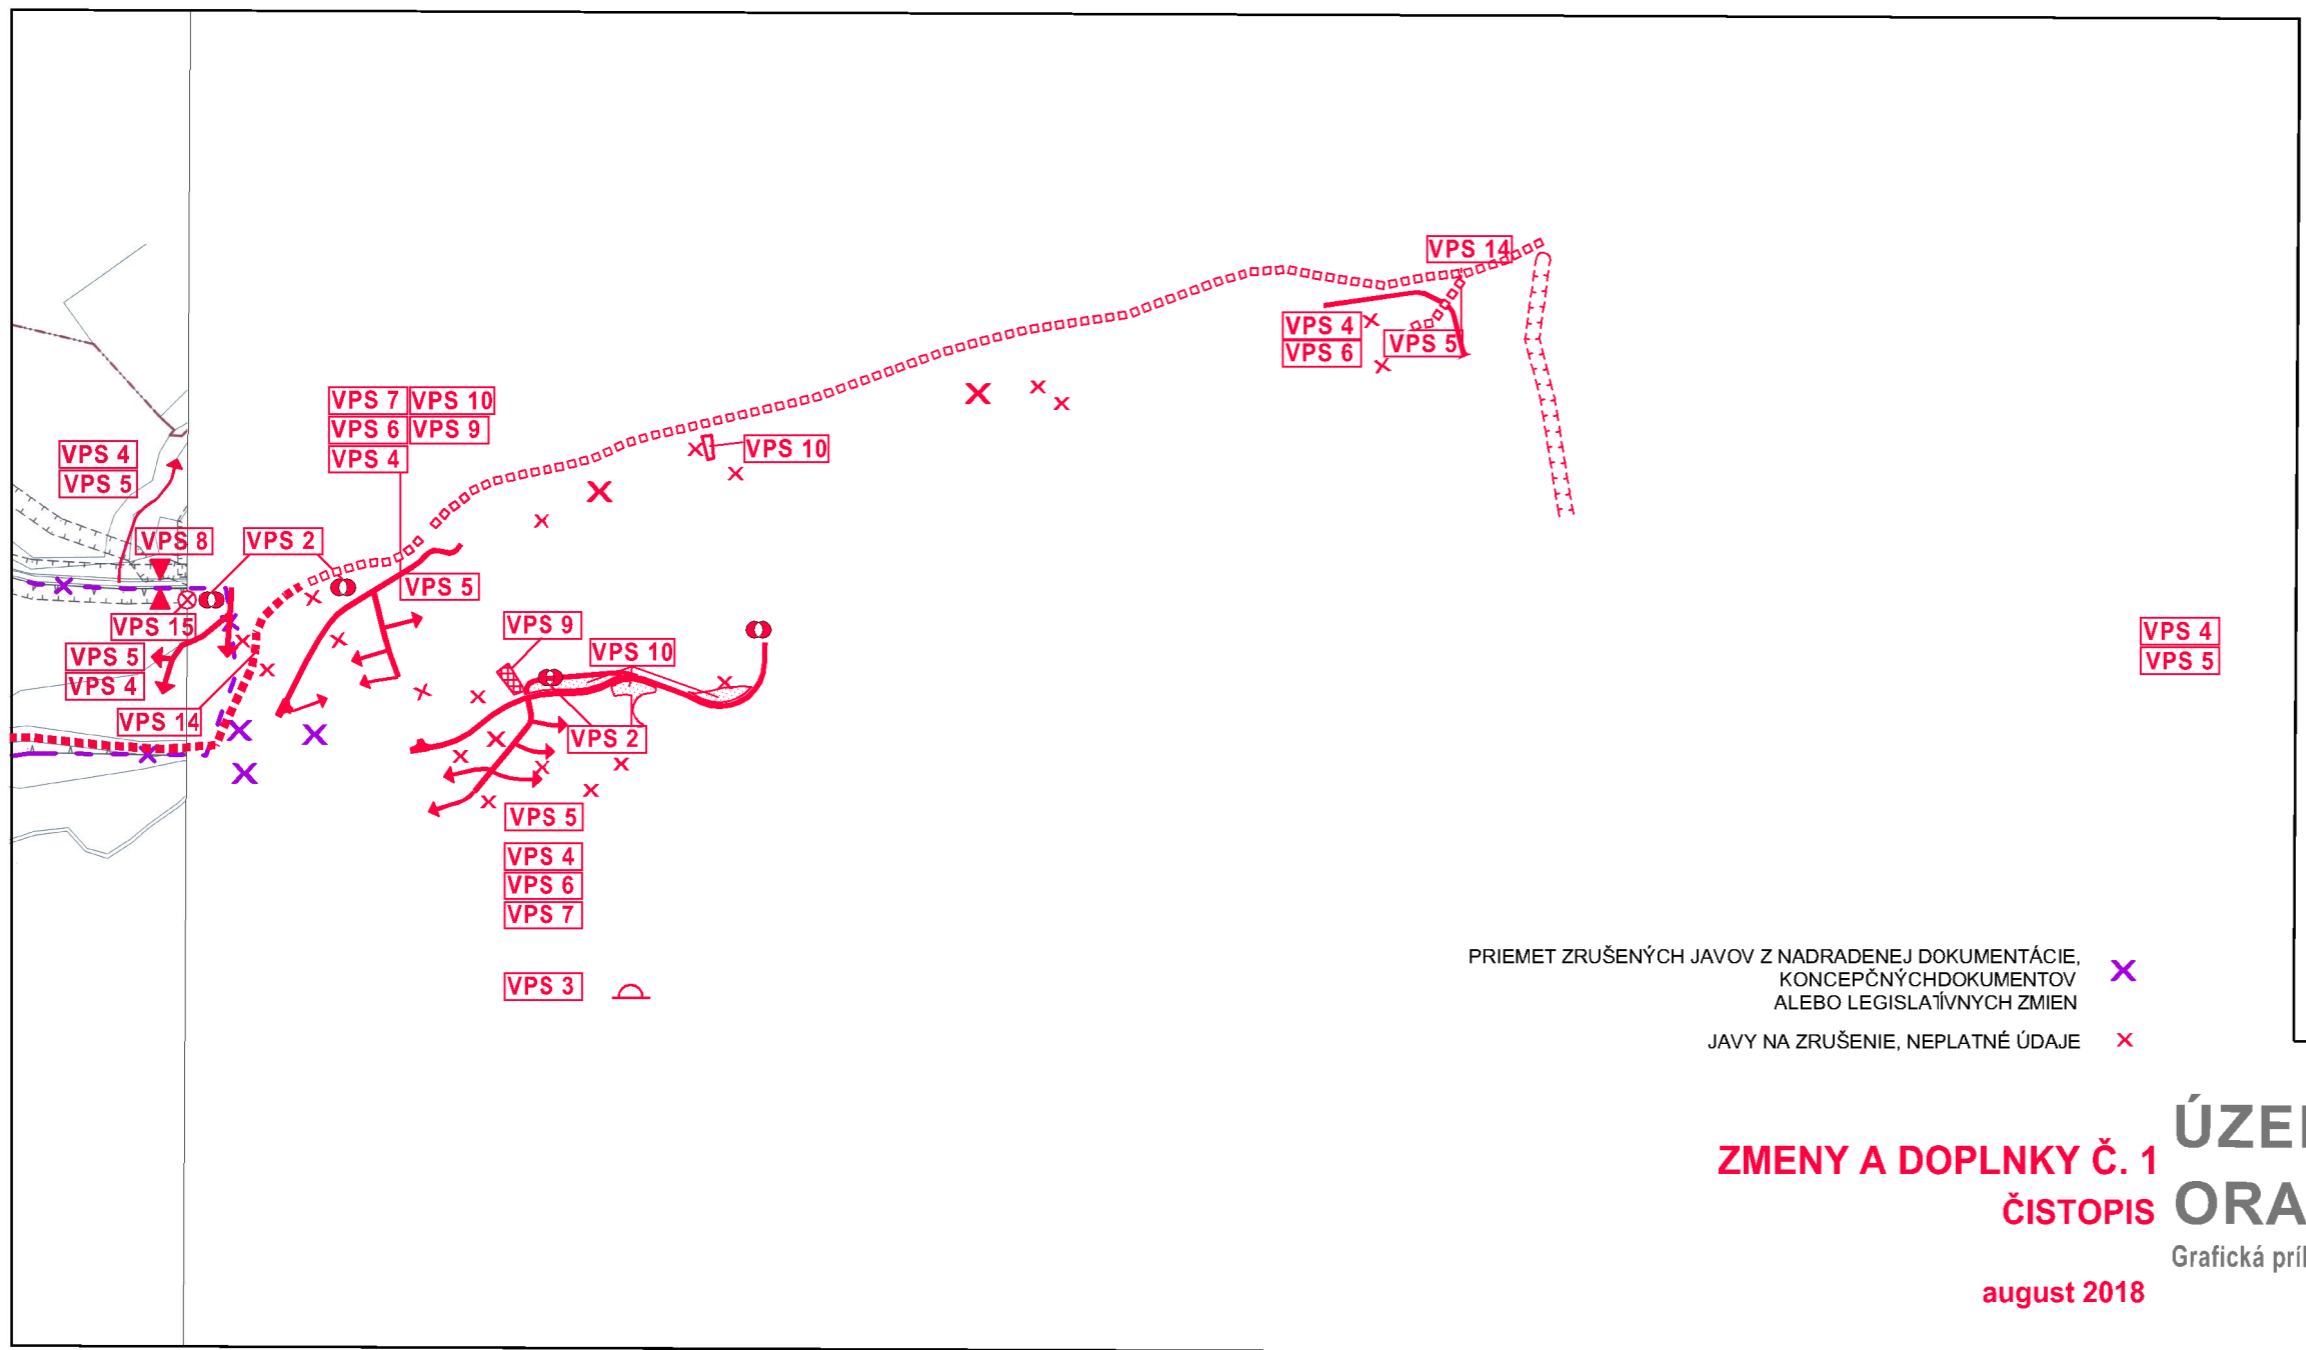 VPS 14
VPS 4
VPS 6
VPS 5
VPS 7 VPS 10
VPS 6 VPS 9
VPS 4
VPS 10
VPS 4
VPS 5
VPS 8
VPS 2
VPS 5
VPS 15
VPS 9
VPS 10
VPS 5
VPS 4
VPS 14
VPS 2
VPS 4
VPS 5
VPS 5
VPS 4
VPS 6
VPS 7
VPS 3
PRIEMET ZRUŠENÝCH JAVOV Z NADRADENEJ DOKUMENTÁCIE,
KONCEPČNÝCHDOKUMENTOV
ALEBO LEGISLATÍVNYCH ZMIEN
JAVY NA ZRUŠENIE, NEPLATNÉ ÚDAJE
ZMENY A DOPLNKY Č. 1
ČISTOPIS
august 2018
ORA
Grafická